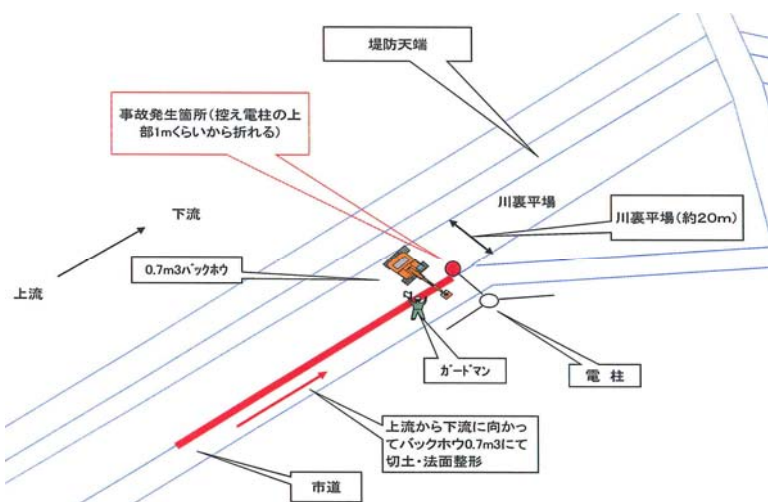 堤防天端
事故発生箇所(控え電柱の上
部1mくらいから折れる)
下流
川裏平場
川裏平場(約20m)
0.7m3バックホウ
上流
ガードマン
電 柱
上流から下流に向かっ
てバックホウ0.7m3にて
切土・法面整形
市道